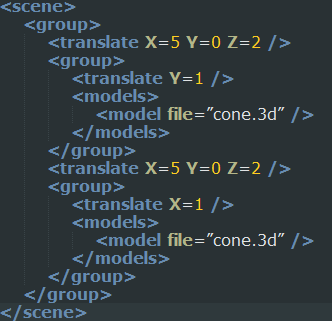 <scene>
<group>
<translate X=5 Y=0 Z=2 />
<group>
<translate Y=1 />
<models>
<model file=”cone.3d” />
</models>
</group>
<translate X=5 Y=0 Z=2 />
<group>
<translate X=1 />
<models>
<model file=”cone.3d” />
</models>
</group>
</group>
</scene>